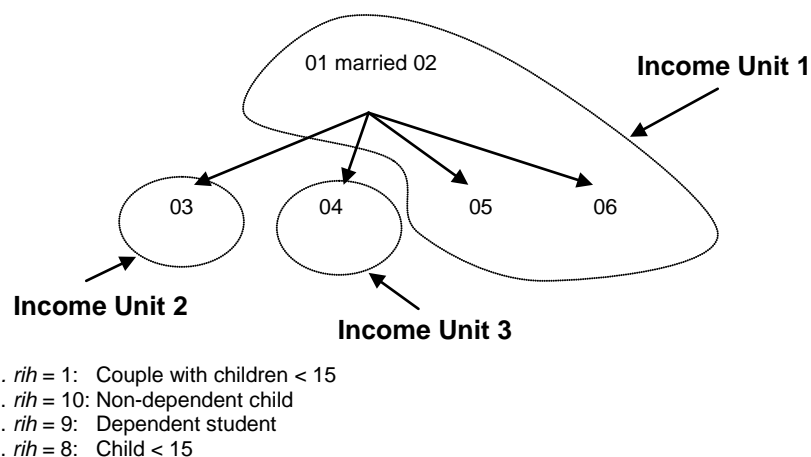 01 married 02
Income Unit 1
03
04
05
06
Income Unit 2
Income Unit 3
. rih = 1: Couple with children < 15
. rih = 10: Non-dependent child
. rih = 9: Dependent student
. rih = 8: Child < 15